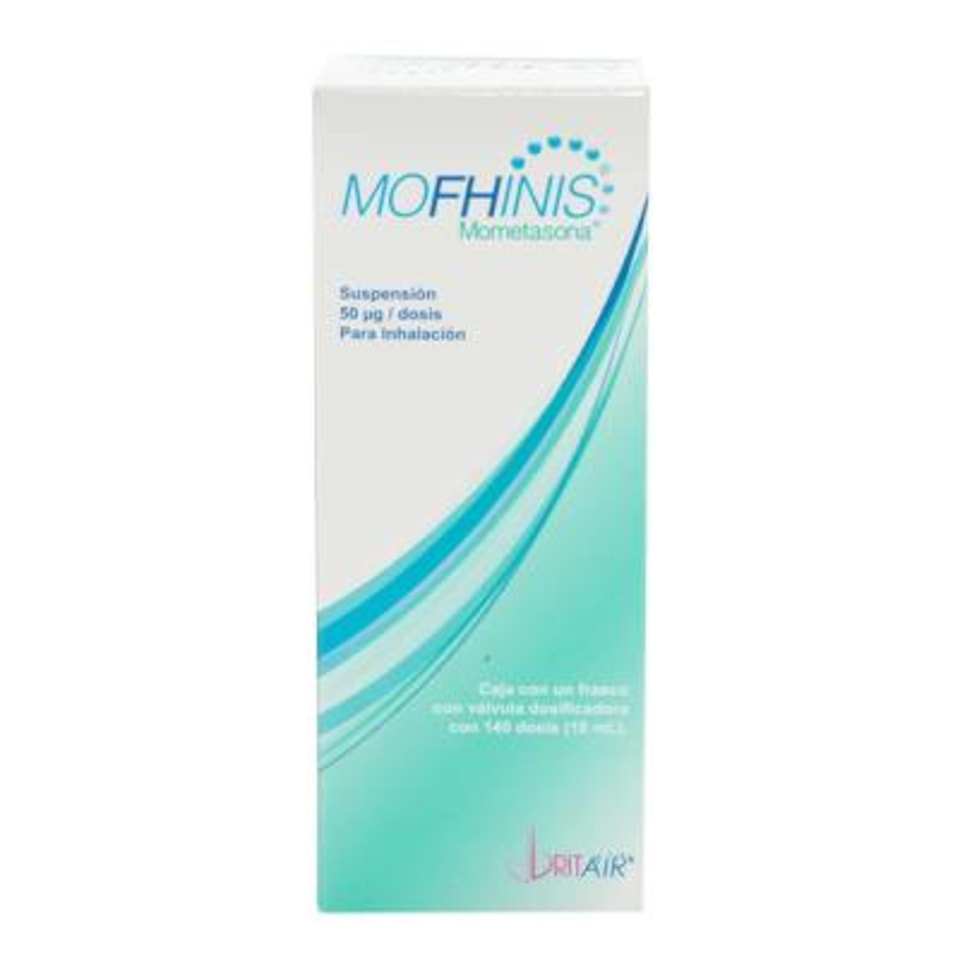 MOFHINIS
Mometasona
Suspensión
50 µg / dosis
Para Inhalación
Caja con un frasco
con válvula dosificadora
con 140 dosis (18 mL).
RITAIR